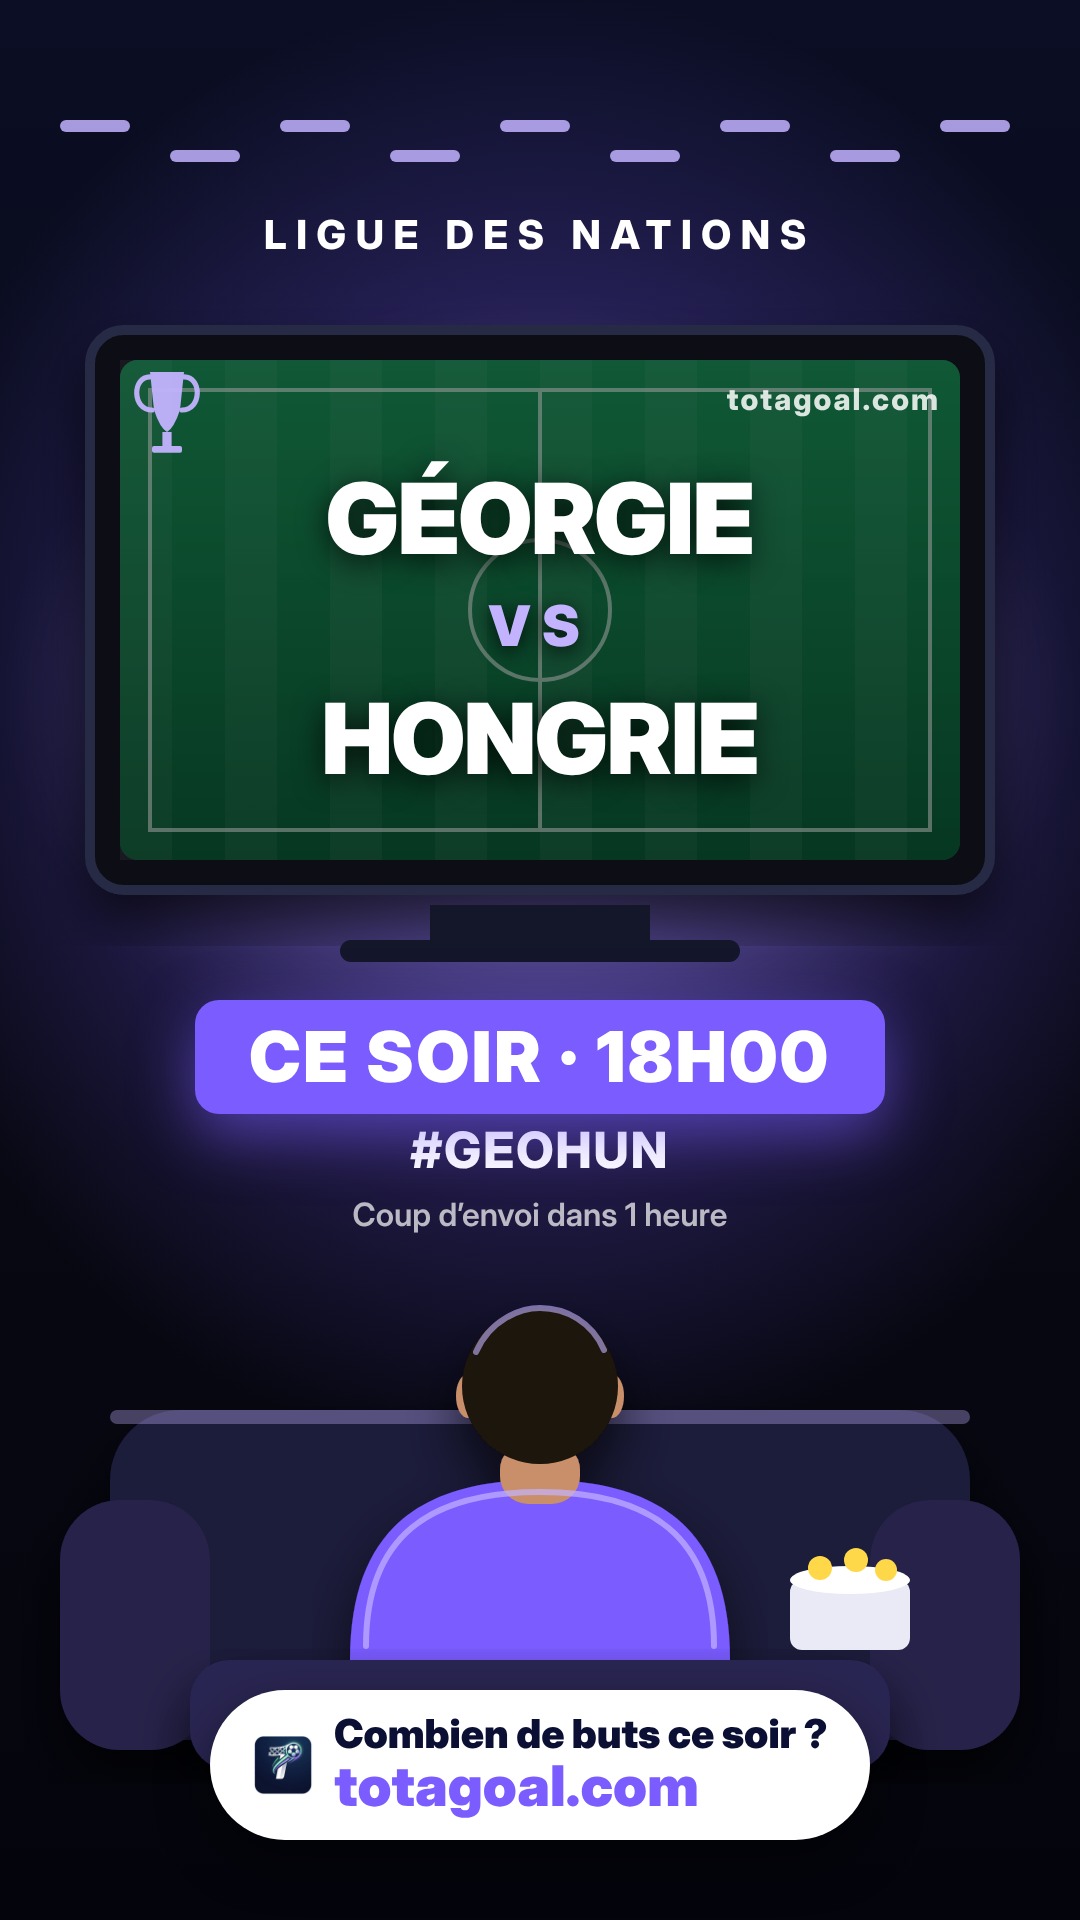 LIGUE DES NATIONS
totagoal.com
GÉORGIE
VS
HONGRIE
CE SOIR · 18H00
#GEOHUN
Coup d’envoi dans 1 heure
Combien de buts ce soir ?
totagoal.com